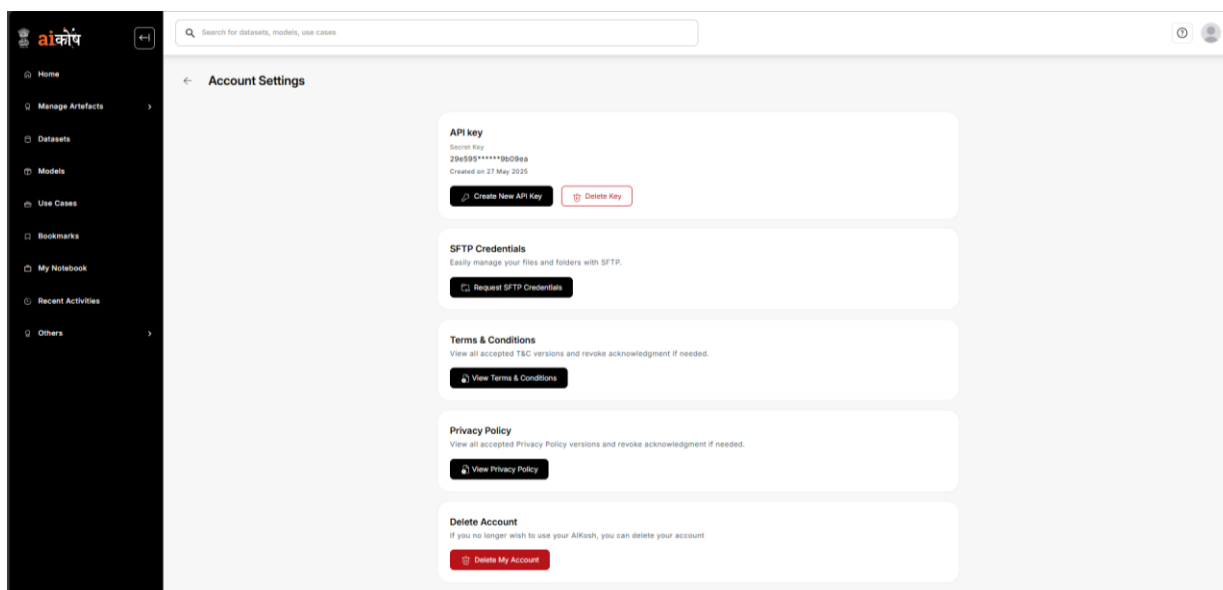 aiकोष
Search for datasets, models, use cases
Home
Manage Artefacts
Datasets
Models
Use Cases
Bookmarks
My Notebook
Recent Activities
Others
Account Settings
API key
Secret Key
29e595******9b09ea
Created on 27 May 2025
Create New API Key
Delete Key
SFTP Credentials
Easily manage your files and folders with SFTP.
Request SFTP Credentials
Terms & Conditions
View all accepted T&C versions and revoke acknowledgment if needed.
View Terms & Conditions
Privacy Policy
View all accepted Privacy Policy versions and revoke acknowledgment if needed.
View Privacy Policy
Delete Account
If you no longer wish to use your AIKosh, you can delete your account
Delete My Account